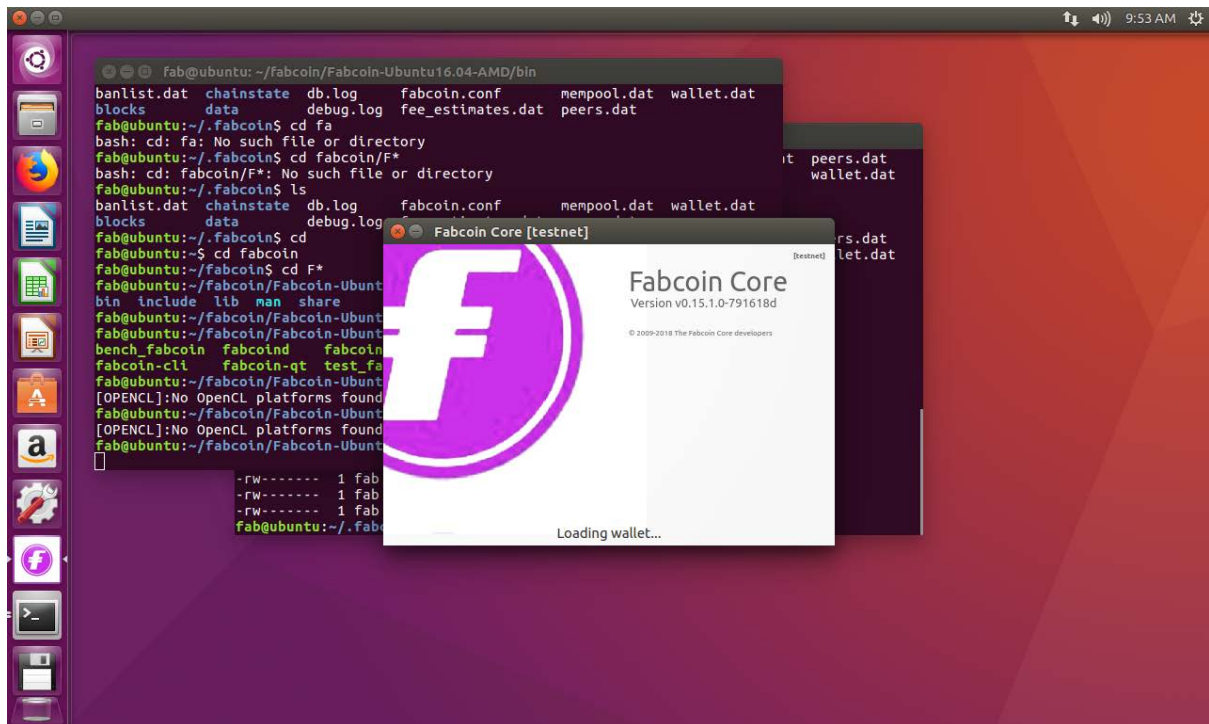 9:53 AM
fab@ubuntu: ~/fabcoin/Fabcoin-Ubuntu16.04-AMD/bin
banlist.dat chainstate db.log fabcoin.conf mempool.dat wallet.dat
blocks data debug.log fee_estimates.dat peers.dat
fab@ubuntu:~/.fabcoin$ cd fa
bash: cd: fa: No such file or directory
fab@ubuntu:~/.fabcoin$ cd fabcoin/F*
bash: cd: fabcoin/F*: No such file or directory
fab@ubuntu:~/.fabcoin$ ls
banlist.dat chainstate db.log fabcoin.conf mempool.dat wallet.dat
blocks data debug.log
fab@ubuntu:~/.fabcoin$ cd
fab@ubuntu:~$ cd fabcoin
fab@ubuntu:~/fabcoin$ cd F*
fab@ubuntu:~/fabcoin/Fabcoin-Ubunt
bin include lib man share
fab@ubuntu:~/fabcoin/Fabcoin-Ubunt
fab@ubuntu:~/fabcoin/Fabcoin-Ubunt
bench_fabcoin fabcoind fabcoin
fabcoin-cli fabcoin-qt test_fa
fab@ubuntu:~/fabcoin/Fabcoin-Ubunt
[OPENCL]:No OpenCL platforms found
fab@ubuntu:~/fabcoin/Fabcoin-Ubunt
[OPENCL]:No OpenCL platforms found
fab@ubuntu:~/fabcoin/Fabcoin-Ubunt
t peers.dat
wallet.dat
ers.dat
let.dat
-rw------- 1 fab
-rw------- 1 fab
-rw------- 1 fab
fab@ubuntu:~/.fabc
Fabcoin Core [testnet]
[testnet]
Fabcoin Core
Version v0.15.1.0-791618d
© 2009-2018 The Fabcoin Core developers
Loading wallet...